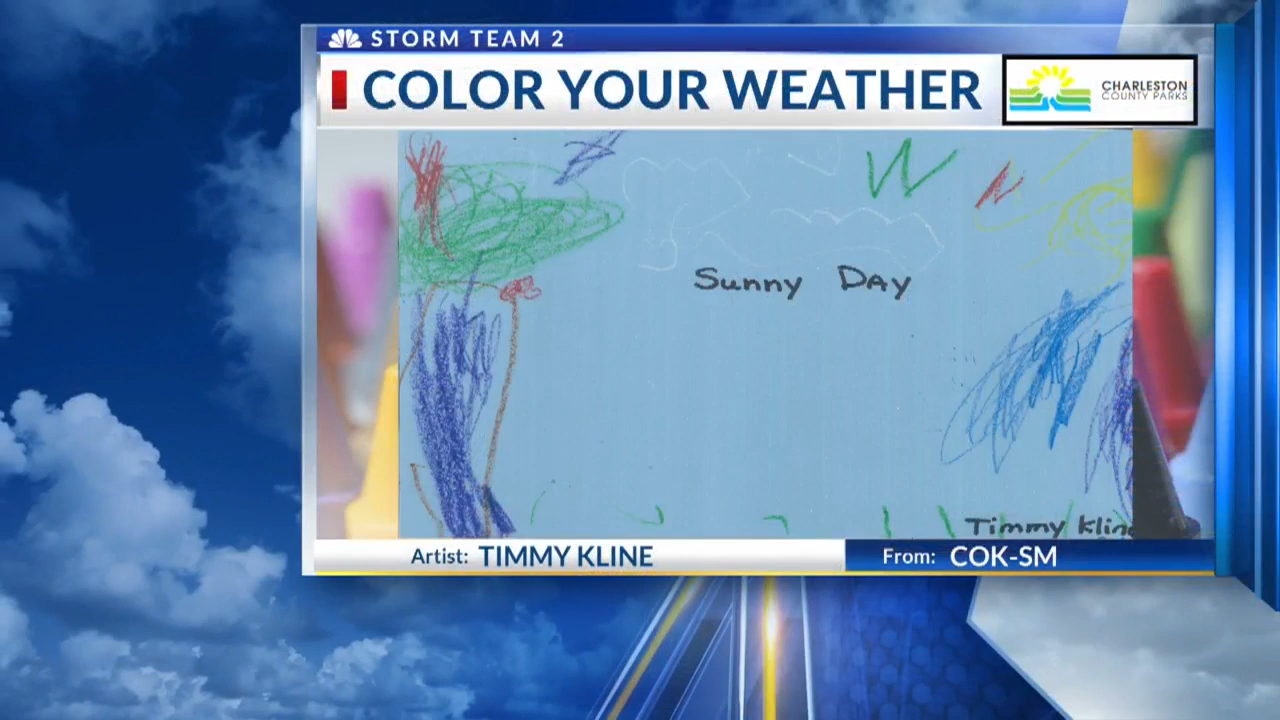 STORM TEAM 2
COLOR YOUR WEATHER
CHARLESTON
COUNTY PARKS
Sunny Day
Timmy Kline
Artist: TIMMY KLINE
From: COK-SM